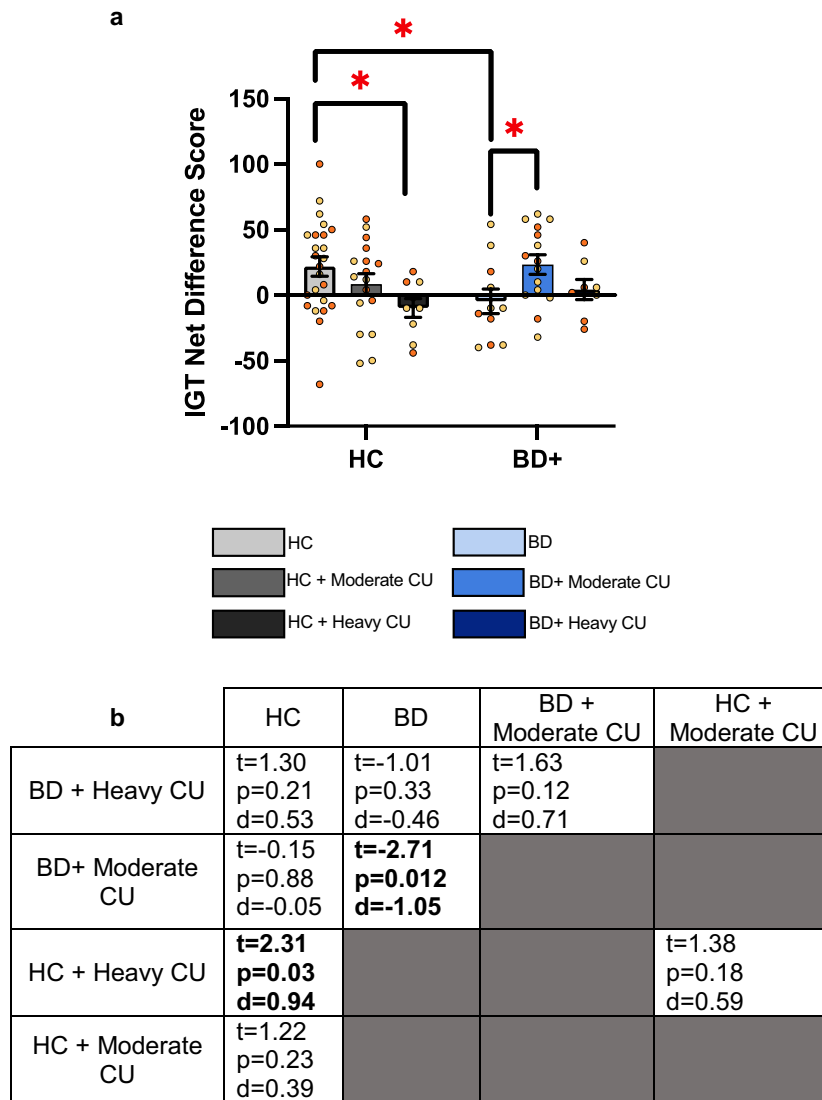 a
*
*
*
IGT Net Difference Score
150
100
50
0
-50
-100
HC BD+
HC BD
HC + Moderate CU BD+ Moderate CU
HC + Heavy CU BD+ Heavy CU
b HC BD BD + Moderate CU HC + Moderate CU
BD + Heavy CU
t=1.30 t=-1.01 t=1.63
p=0.21 p=0.33 p=0.12
d=0.53 d=-0.46 d=0.71
BD+ Moderate CU
t=-0.15 t=-2.71
p=0.88 p=0.012
d=-0.05 d=-1.05
HC + Heavy CU
t=2.31 t=1.38
p=0.03 p=0.18
d=0.94 d=0.59
HC + Moderate CU
t=1.22
p=0.23
d=0.39